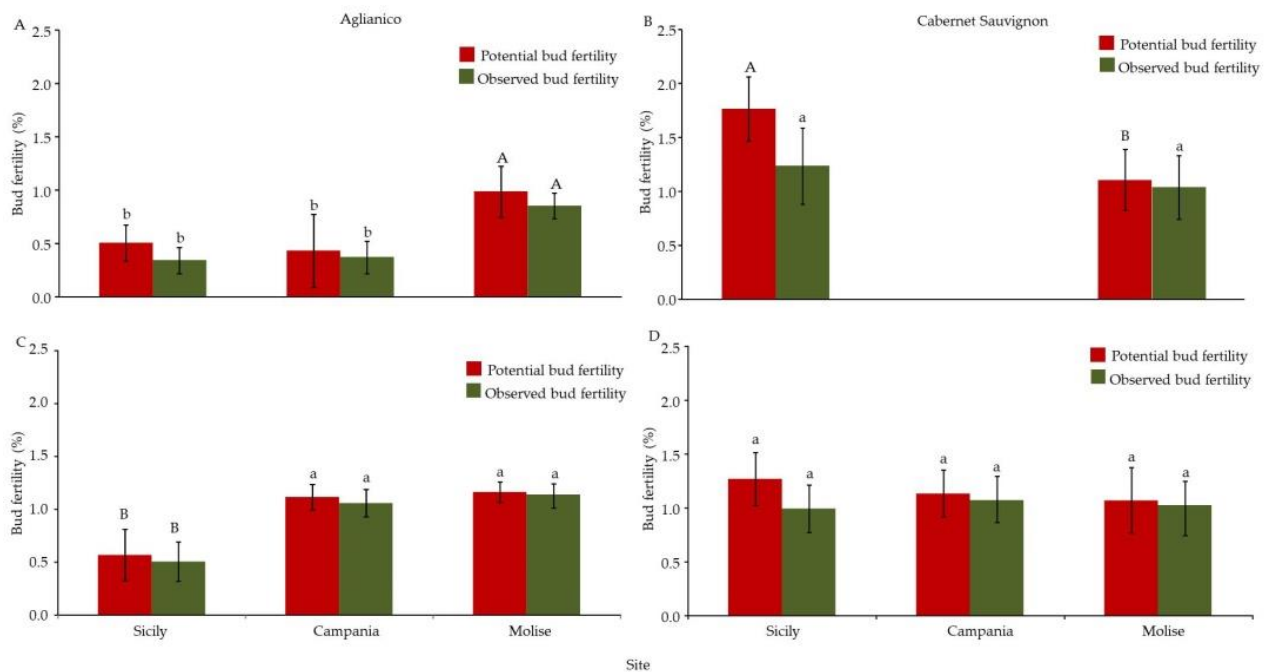 A
Aglianico
2.5
2.0
1.5
1.0
0.5
0.0
Bud fertility (%)
Potential bud fertility
Observed bud fertility
b
b
b
b
A
A
B
Cabernet Sauvignon
2.5
2.0
1.5
1.0
0.5
0.0
Bud fertility (%)
Potential bud fertility
Observed bud fertility
A
a
B
a
C
2.5
2.0
1.5
1.0
0.5
0.0
Bud fertility (%)
Potential bud fertility
Observed bud fertility
B
B
a
a
a
a
Sicily
Campania
Molise
D
2.5
2.0
1.5
1.0
0.5
0.0
Bud fertility (%)
Potential bud fertility
Observed bud fertility
a
a
a
a
a
a
Sicily
Campania
Molise
Site